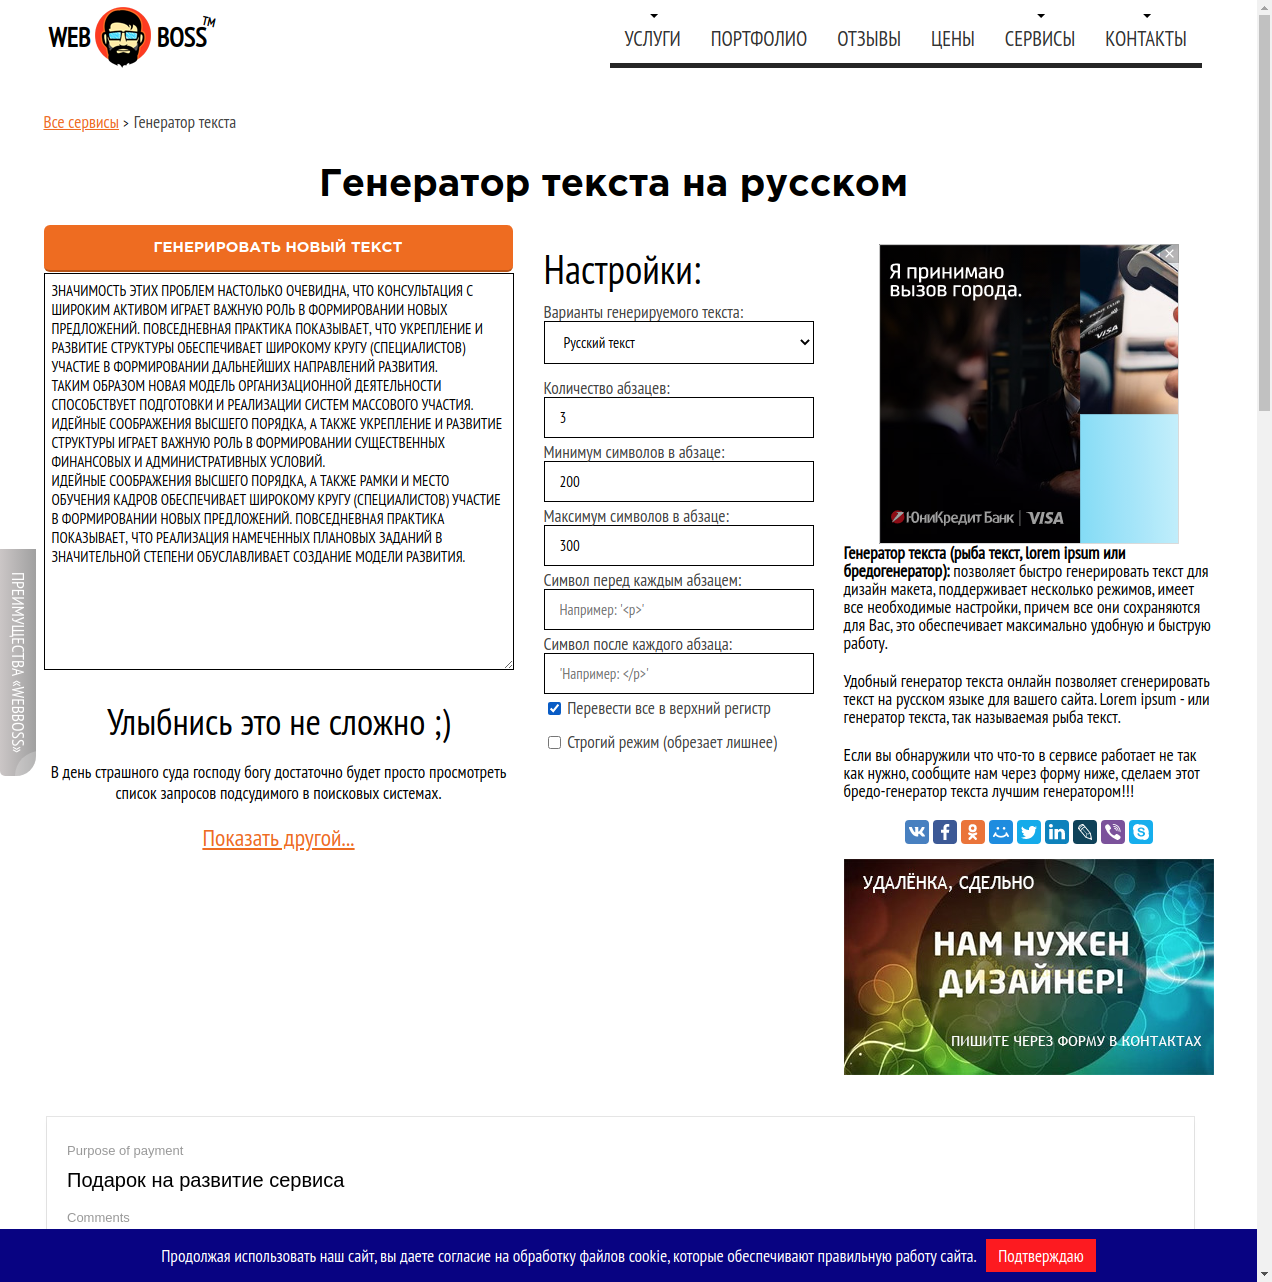 WEB BOSS™
УСЛУГИ ПОРТФОЛИО ОТЗЫВЫ ЦЕНЫ СЕРВИСЫ КОНТАКТЫ
Все сервисы > Генератор текста
Генератор текста на русском
ГЕНЕРИРОВАТЬ НОВЫЙ ТЕКСТ
ЗНАЧИМОСТЬ ЭТИХ ПРОБЛЕМ НАСТОЛЬКО ОЧЕВИДНА, ЧТО КОНСУЛЬТАЦИЯ С
ШИРОКИМ АКТИВОМ ИГРАЕТ ВАЖНУЮ РОЛЬ В ФОРМИРОВАНИИ НОВЫХ
ПРЕДЛОЖЕНИЙ. ПОВСЕДНЕВНАЯ ПРАКТИКА ПОКАЗЫВАЕТ, ЧТО УКРЕПЛЕНИЕ И
РАЗВИТИЕ СТРУКТУРЫ ОБЕСПЕЧИВАЕТ ШИРОКОМУ КРУГУ (СПЕЦИАЛИСТОВ)
УЧАСТИЕ В ФОРМИРОВАНИИ ДАЛЬНЕЙШИХ НАПРАВЛЕНИЙ РАЗВИТИЯ.
ТАКИМ ОБРАЗОМ НОВАЯ МОДЕЛЬ ОРГАНИЗАЦИОННОЙ ДЕЯТЕЛЬНОСТИ
СПОСОБСТВУЕТ ПОДГОТОВКИ И РЕАЛИЗАЦИИ СИСТЕМ МАССОВОГО УЧАСТИЯ.
ИДЕЙНЫЕ СООБРАЖЕНИЯ ВЫСШЕГО ПОРЯДКА, А ТАКЖЕ УКРЕПЛЕНИЕ И РАЗВИТИЕ
СТРУКТУРЫ ИГРАЕТ ВАЖНУЮ РОЛЬ В ФОРМИРОВАНИИ СУЩЕСТВЕННЫХ
ФИНАНСОВЫХ И АДМИНИСТРАТИВНЫХ УСЛОВИЙ.
ИДЕЙНЫЕ СООБРАЖЕНИЯ ВЫСШЕГО ПОРЯДКА, А ТАКЖЕ РАМКИ И МЕСТО
ОБУЧЕНИЯ КАДРОВ ОБЕСПЕЧИВАЕТ ШИРОКОМУ КРУГУ (СПЕЦИАЛИСТОВ) УЧАСТИЕ
В ФОРМИРОВАНИИ НОВЫХ ПРЕДЛОЖЕНИЙ. ПОВСЕДНЕВНАЯ ПРАКТИКА
ПОКАЗЫВАЕТ, ЧТО РЕАЛИЗАЦИЯ НАМЕЧЕННЫХ ПЛАНОВЫХ ЗАДАНИЙ В
ЗНАЧИТЕЛЬНОЙ СТЕПЕНИ ОБУСЛАВЛИВАЕТ СОЗДАНИЕ МОДЕЛИ РАЗВИТИЯ.
ПРЕИМУЩЕСТВА «WEBBOSS»
Улыбнись это не сложно ;)
В день страшного суда господу богу достаточно будет просто просмотреть
список запросов подсудимого в поисковых системах.
Показать другой...
Настройки:
Варианты генерируемого текста:
Русский текст
Количество абзацев:
3
Минимум символов в абзаце:
200
Максимум символов в абзаце:
300
Символ перед каждым абзацем:
Например: '<p>'
Символ после каждого абзаца:
'Например: </p>'
Перевести все в верхний регистр
Строгий режим (обрезает лишнее)
Я принимаю
вызов города.
VISA
ЮниКредит Банк | VISA
Генератор текста (рыба текст, lorem ipsum или
бредогенератор): позволяет быстро генерировать текст для
дизайн макета, поддерживает несколько режимов, имеет
все необходимые настройки, причем все они сохраняются
для Вас, это обеспечивает максимально удобную и быструю
работу.
Удобный генератор текста онлайн позволяет сгенерировать
текст на русском языке для вашего сайта. Lorem ipsum - или
генератор текста, так называемая рыба текст.
Если вы обнаружили что что-то в сервисе работает не так
как нужно, сообщите нам через форму ниже, сделаем этот
бредо-генератор текста лучшим генератором!!!
УДАЛЁНКА, СДЕЛЬНО
НАМ НУЖЕН
ДИЗАЙНЕР!
ПИШИТЕ ЧЕРЕЗ ФОРМУ В КОНТАКТАХ
Purpose of payment
Подарок на развитие сервиса
Comments
Продолжая использовать наш сайт, вы даете согласие на обработку файлов cookie, которые обеспечивают правильную работу сайта. Подтверждаю